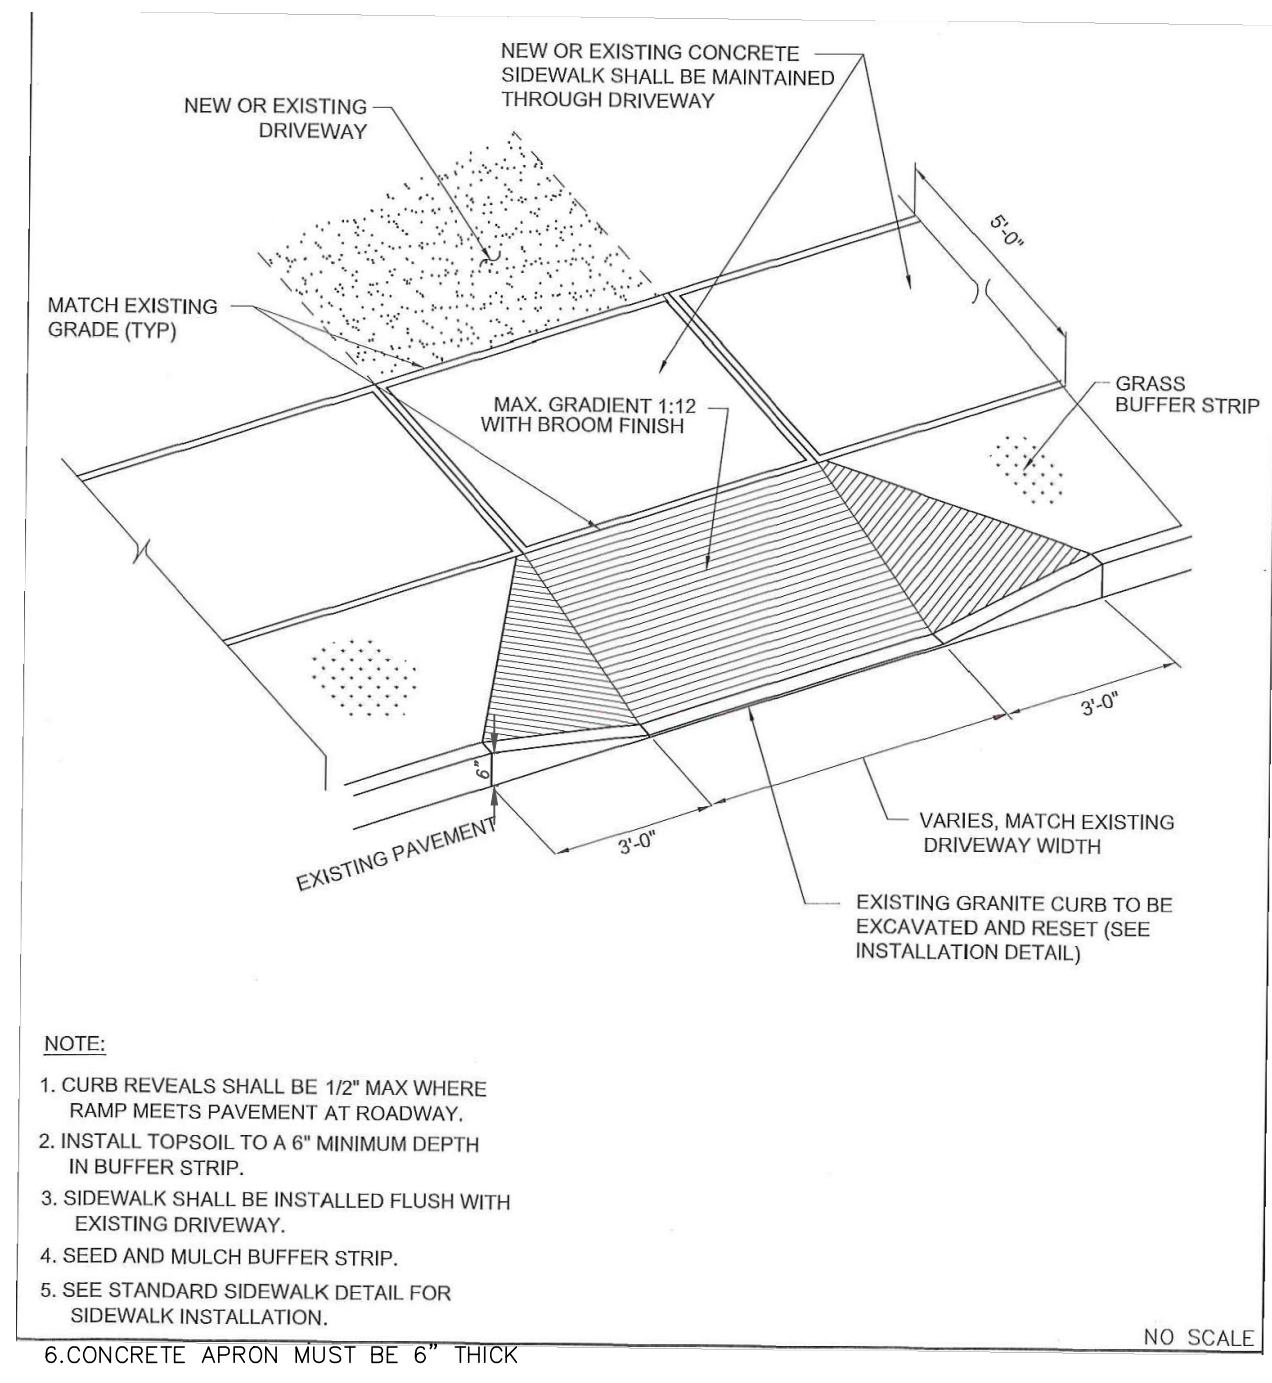 NEW OR EXISTING CONCRETE
SIDEWALK SHALL BE MAINTAINED
THROUGH DRIVEWAY
NEW OR EXISTING
DRIVEWAY
5'-0"
MATCH EXISTING
GRADE (TYP)
GRASS
BUFFER STRIP
MAX. GRADIENT 1:12
WITH BROOM FINISH
3'-0"
6"
EXISTING PAVEMENT
3'-0"
VARIES, MATCH EXISTING
DRIVEWAY WIDTH
EXISTING GRANITE CURB TO BE
EXCAVATED AND RESET (SEE
INSTALLATION DETAIL)
NOTE:
1. CURB REVEALS SHALL BE 1/2" MAX WHERE
RAMP MEETS PAVEMENT AT ROADWAY.
2. INSTALL TOPSOIL TO A 6" MINIMUM DEPTH
IN BUFFER STRIP.
3. SIDEWALK SHALL BE INSTALLED FLUSH WITH
EXISTING DRIVEWAY.
4. SEED AND MULCH BUFFER STRIP.
5. SEE STANDARD SIDEWALK DETAIL FOR
SIDEWALK INSTALLATION.
NO SCALE
6.CONCRETE APRON MUST BE 6” THICK